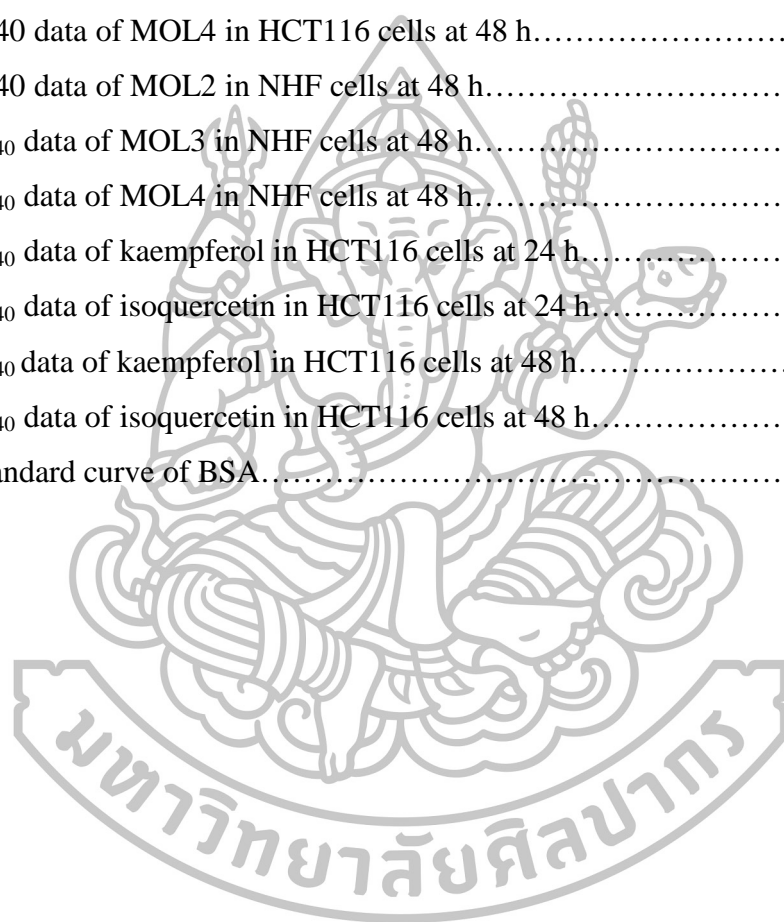 40 data of MOL4 in HCT116 cells at 48 h……………………
40 data of MOL2 in NHF cells at 48 h…………………………
40 data of MOL3 in NHF cells at 48 h…………………………
40 data of MOL4 in NHF cells at 48 h…………………………
40 data of kaempferol in HCT116 cells at 24 h………………
40 data of isoquercetin in HCT116 cells at 24 h………………
40 data of kaempferol in HCT116 cells at 48 h………………
40 data of isoquercetin in HCT116 cells at 48 h………………
andard curve of BSA……………………………………………
มหาวิทยาลัยศิลปากร